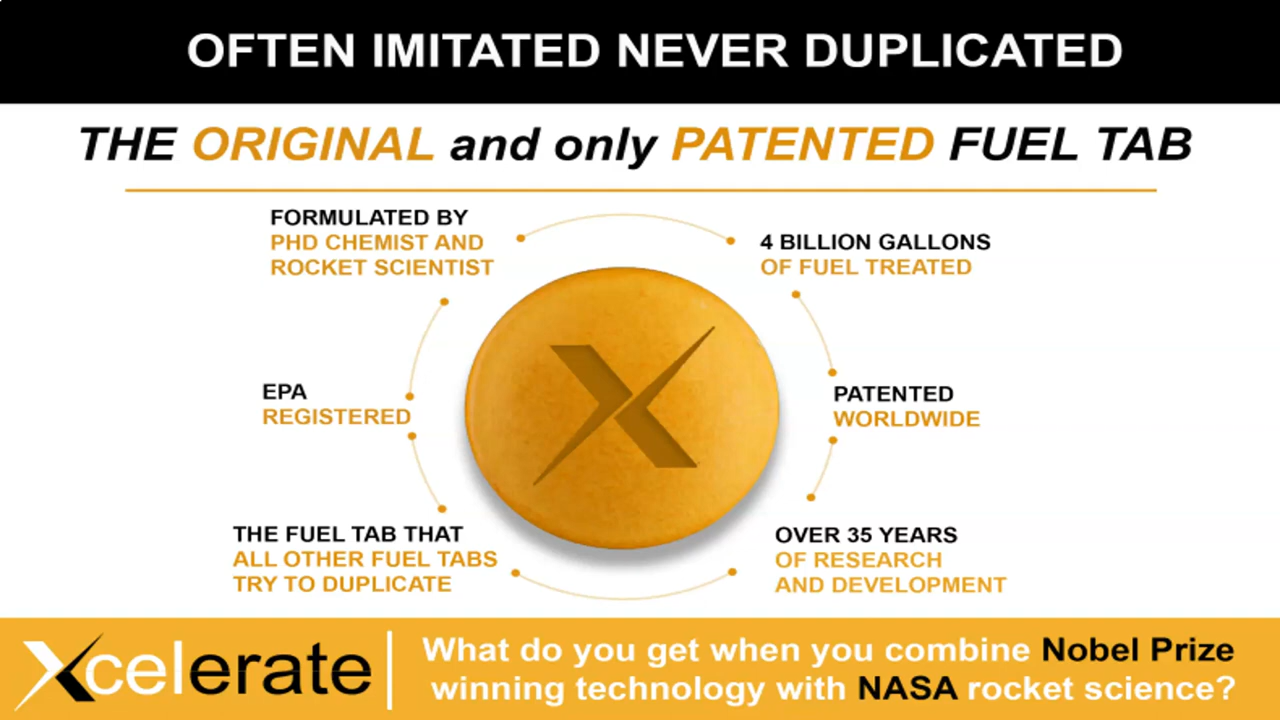 OFTEN IMITATED NEVER DUPLICATED
THE ORIGINAL and only PATENTED FUEL TAB
FORMULATED BY
PHD CHEMIST AND
ROCKET SCIENTIST
4 BILLION GALLONS
OF FUEL TREATED
EPA
REGISTERED
PATENTED
WORLDWIDE
THE FUEL TAB THAT
ALL OTHER FUEL TABS
TRY TO DUPLICATE
OVER 35 YEARS
OF RESEARCH
AND DEVELOPMENT
X
Xcelerate
What do you get when you combine Nobel Prize
winning technology with NASA rocket science?